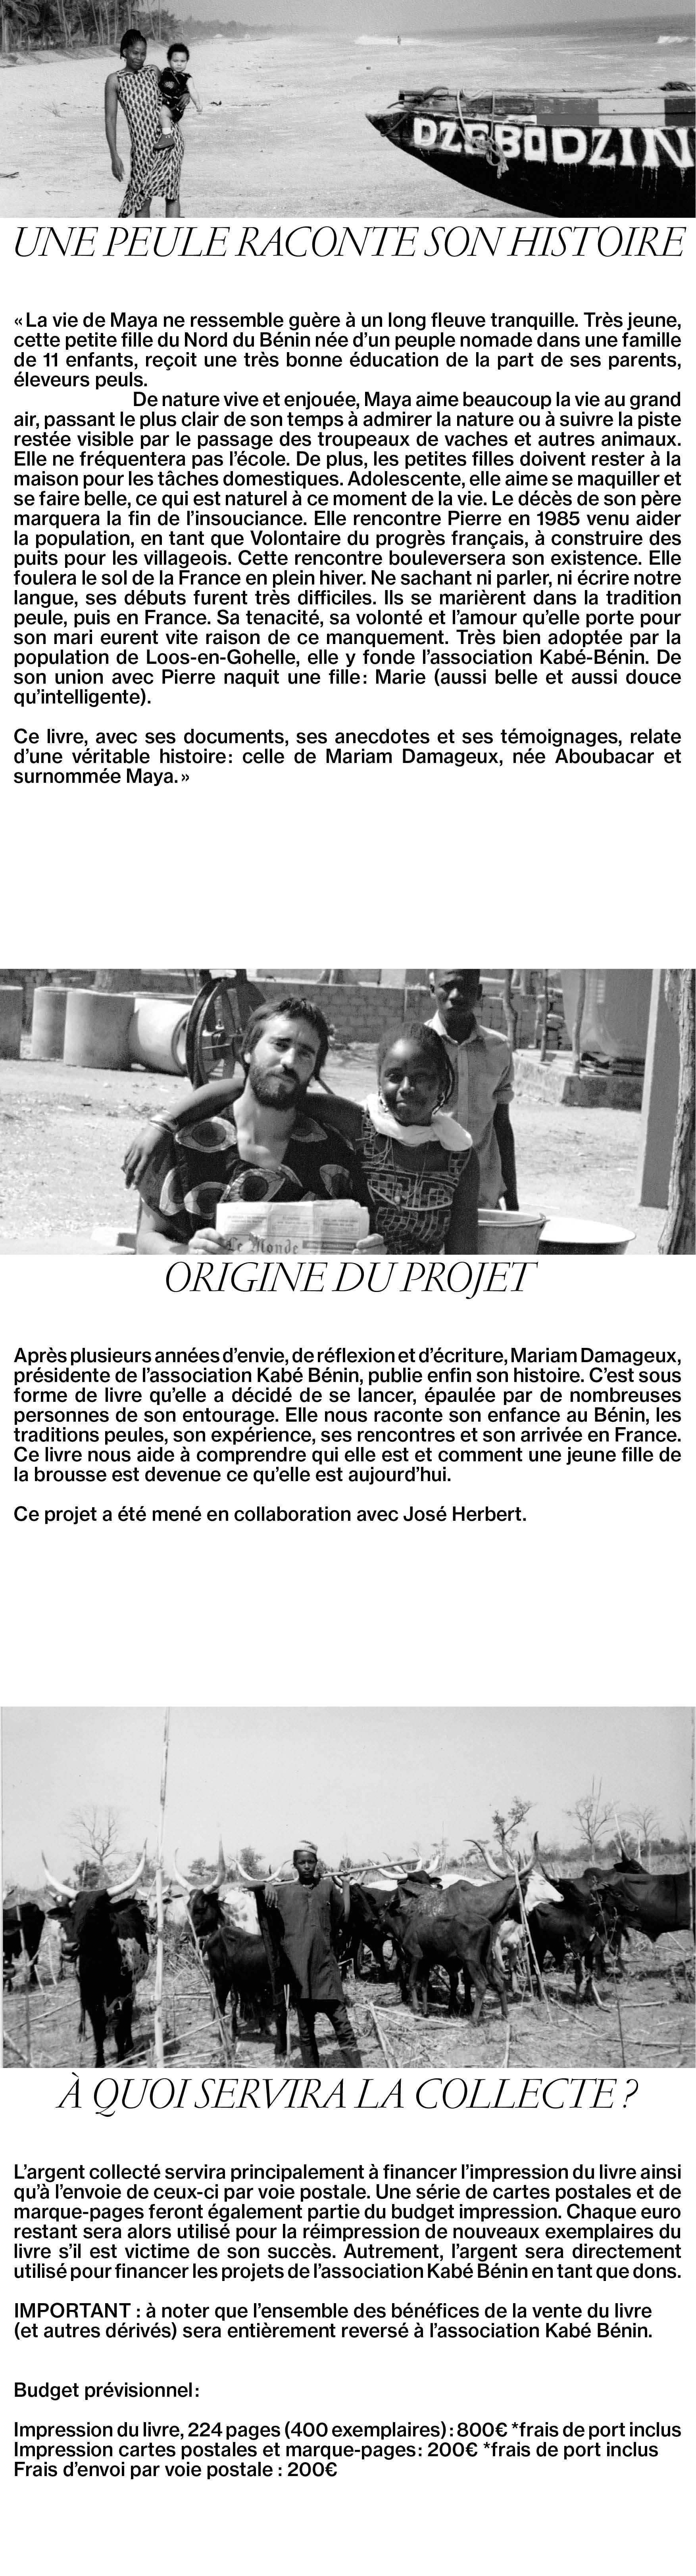 DZEBODZIN
UNE PEULE RACONTE SON HISTOIRE
« La vie de Maya ne ressemble guère à un long fleuve tranquille. Très jeune,
cette petite fille du Nord du Bénin née d’un peuple nomade dans une famille
de 11 enfants, reçoit une très bonne éducation de la part de ses parents,
éleveurs peuls.
De nature vive et enjouée, Maya aime beaucoup la vie au grand
air, passant le plus clair de son temps à admirer la nature ou à suivre la piste
restée visible par le passage des troupeaux de vaches et autres animaux.
Elle ne fréquentera pas l’école. De plus, les petites filles doivent rester à la
maison pour les tâches domestiques. Adolescente, elle aime se maquiller et
se faire belle, ce qui est naturel à ce moment de la vie. Le décès de son père
marquera la fin de l’insouciance. Elle rencontre Pierre en 1985 venu aider
la population, en tant que Volontaire du progrès français, à construire des
puits pour les villageois. Cette rencontre bouleversera son existence. Elle
foulera le sol de la France en plein hiver. Ne sachant ni parler, ni écrire notre
langue, ses débuts furent très difficiles. Ils se marièrent dans la tradition
peule, puis en France. Sa tenacité, sa volonté et l’amour qu’elle porte pour
son mari eurent vite raison de ce manquement. Très bien adoptée par la
population de Loos-en-Gohelle, elle y fonde l’association Kabé-Bénin. De
son union avec Pierre naquit une fille : Marie (aussi belle et aussi douce
qu’intelligente).
Ce livre, avec ses documents, ses anecdotes et ses témoignages, relate
d’une véritable histoire : celle de Mariam Damageux, née Aboubacar et
surnommée Maya. »
Le Monde
ORIGINE DU PROJET
Après plusieurs années d’envie, de réflexion et d’écriture, Mariam Damageux,
présidente de l’association Kabé Bénin, publie enfin son histoire. C’est sous
forme de livre qu’elle a décidé de se lancer, épaulée par de nombreuses
personnes de son entourage. Elle nous raconte son enfance au Bénin, les
traditions peules, son expérience, ses rencontres et son arrivée en France.
Ce livre nous aide à comprendre qui elle est et comment une jeune fille de
la brousse est devenue ce qu’elle est aujourd’hui.
Ce projet a été mené en collaboration avec José Herbert.
À QUOI SERVIRA LA COLLECTE ?
L’argent collecté servira principalement à financer l’impression du livre ainsi
qu’à l’envoie de ceux-ci par voie postale. Une série de cartes postales et de
marque-pages feront également partie du budget impression. Chaque euro
restant sera alors utilisé pour la réimpression de nouveaux exemplaires du
livre s’il est victime de son succès. Autrement, l’argent sera directement
utilisé pour financer les projets de l’association Kabé Bénin en tant que dons.
IMPORTANT : à noter que l’ensemble des bénéfices de la vente du livre
(et autres dérivés) sera entièrement reversé à l’association Kabé Bénin.
Budget prévisionnel :
Impression du livre, 224 pages (400 exemplaires) : 800€ *frais de port inclus
Impression cartes postales et marque-pages : 200€ *frais de port inclus
Frais d’envoi par voie postale : 200€